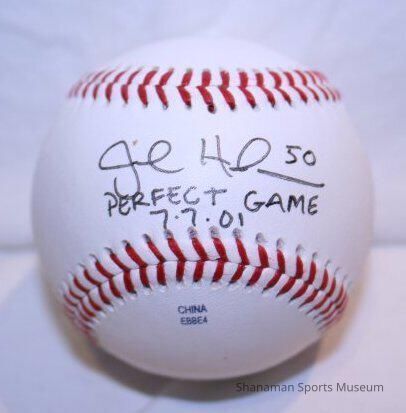 50
PERFECT GAME
7.7.01
CHINA
EBBE4
Shanaman Sports Museum